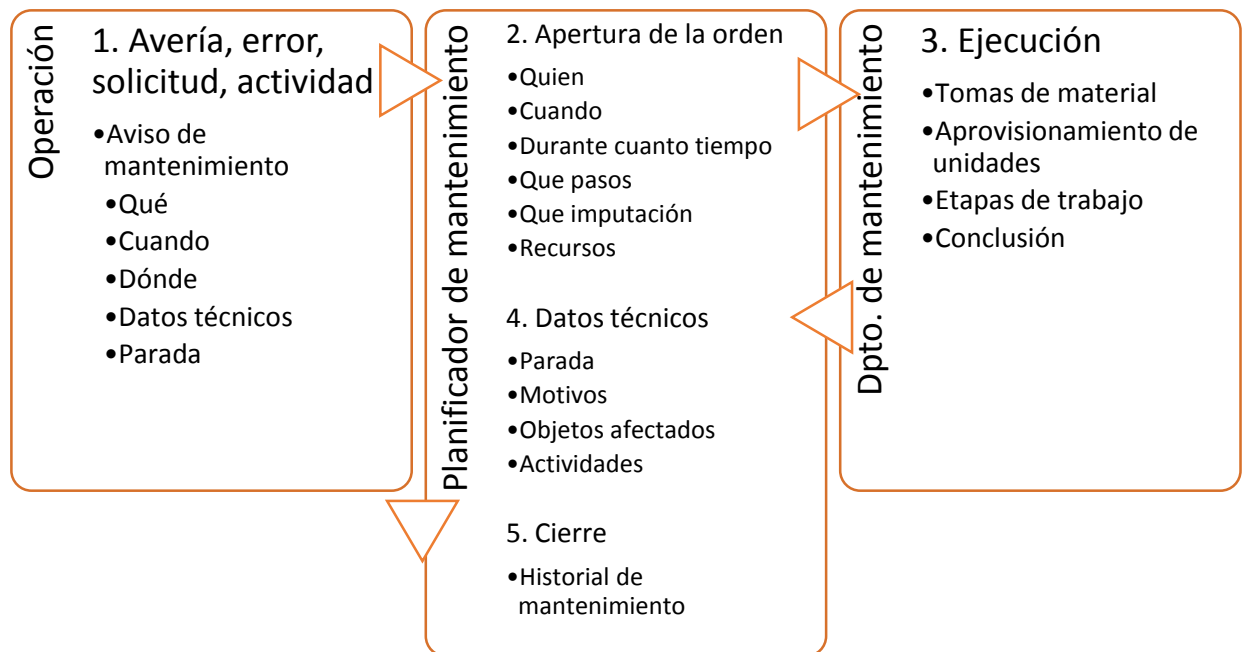 Operación
1. Avería, error,
solicitud, actividad
•Aviso de
mantenimiento
•Qué
•Cuando
•Dónde
•Datos técnicos
•Parada
Planificador de mantenimiento
2. Apertura de la orden
•Quien
•Cuando
•Durante cuanto tiempo
•Que pasos
•Que imputación
•Recursos
4. Datos técnicos
•Parada
•Motivos
•Objetos afectados
•Actividades
5. Cierre
•Historial de
mantenimiento
Dpto. de mantenimiento
3. Ejecución
•Tomas de material
•Aprovisionamiento de
unidades
•Etapas de trabajo
•Conclusión